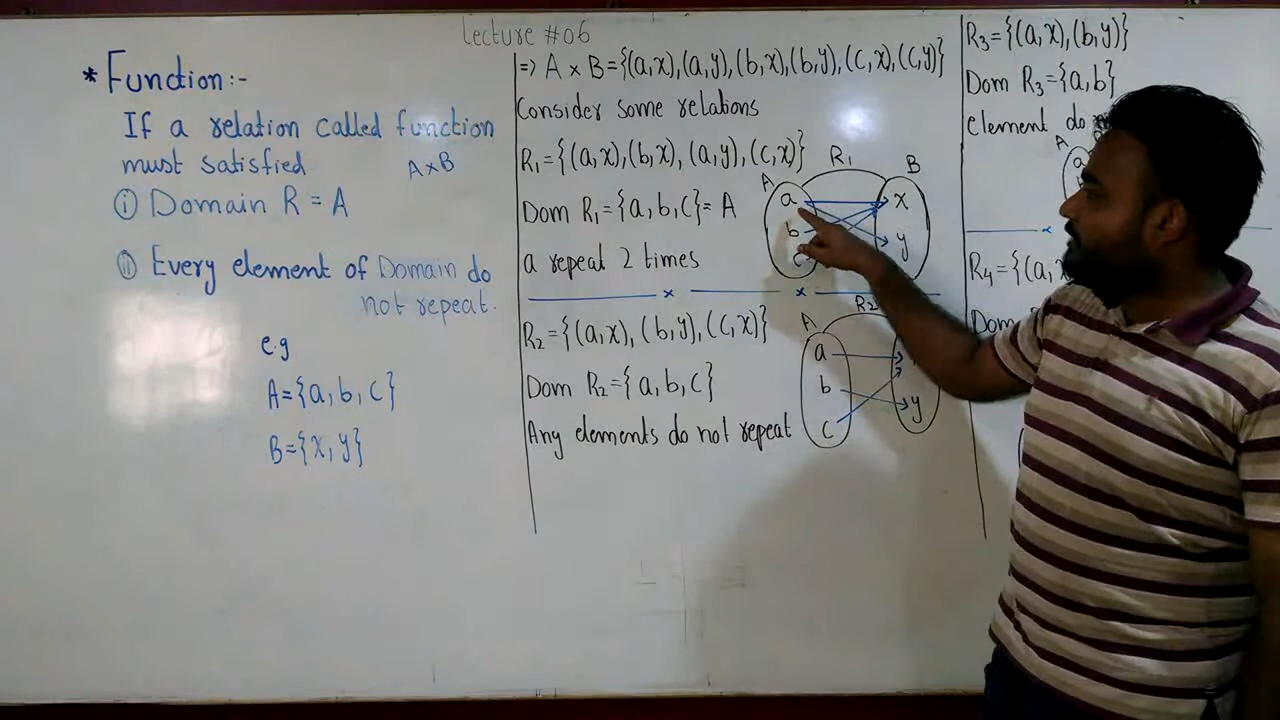 Lecture #06
* Function:-
If a relation called function
must satisfied
A×B
(i) Domain R = A
(ii) Every element of Domain do
not repeat.
e.g
A={a, b, c}
B={x, y}
=> A × B = {(a,x),(a,y),(b,x),(b,y),(c,x),(c,y)}
Consider some relations
R₁={(a,x),(b,x),(a,y),(c,x)}
Dom R₁={a,b,c}= A
a repeat 2 times
A R₁ B
a x
b y
c
R₂={(a,x),(b,y),(c,x)}
Dom R₂={a,b,c}
Any elements do not repeat
A R₂
a
b y
c
R₃={(a,x),(b,y)}
Dom R₃={a,b}
element do
A
a
R₄={(a,
Dom